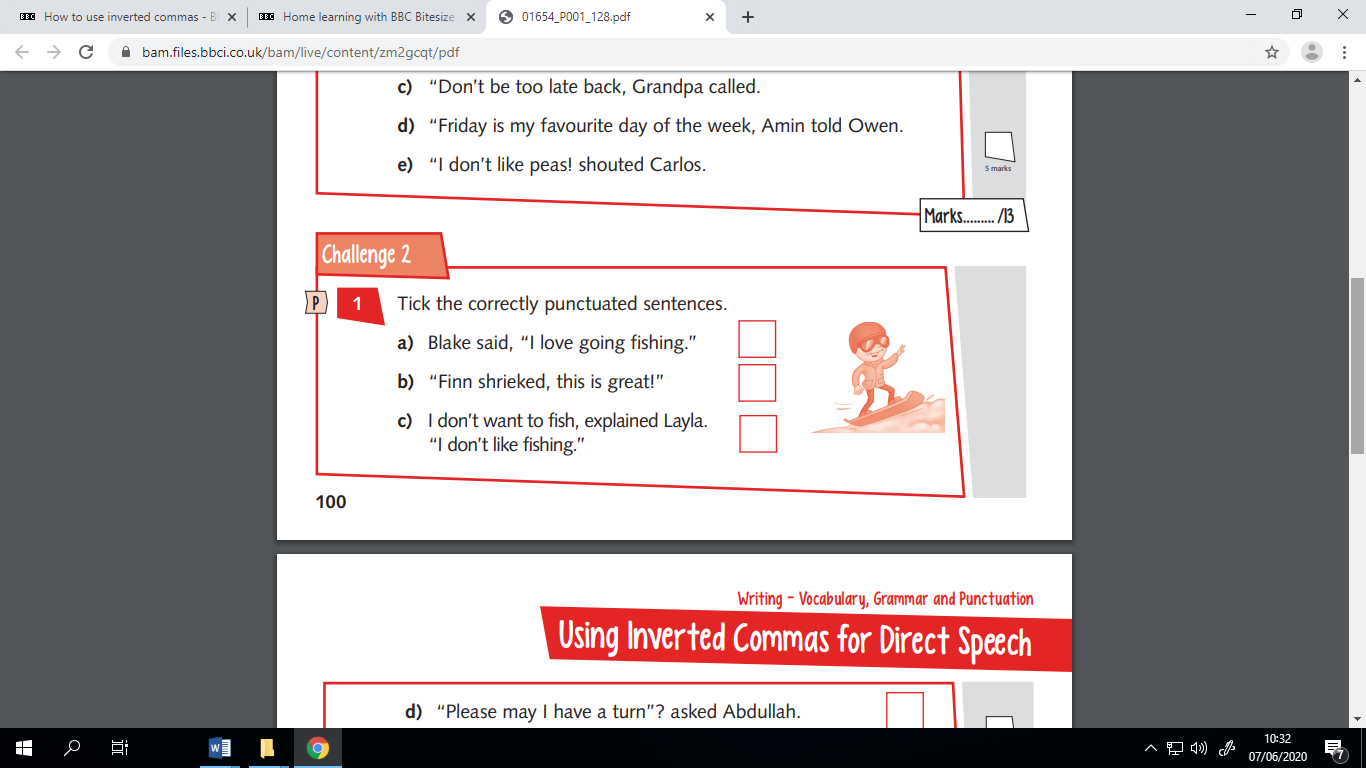 How to use inverted commas - B
Home learning with BBC Bitesize
01654_P001_128.pdf
bam.files.bbci.co.uk/bam/live/content/zm2gcqt/pdf
c) “Don’t be too late back, Grandpa called.
d) “Friday is my favourite day of the week, Amin told Owen.
e) “I don’t like peas! shouted Carlos.
5 marks
Marks......... /13
Challenge 2
P 1 Tick the correctly punctuated sentences.
a) Blake said, “I love going fishing.”
b) “Finn shrieked, this is great!”
c) I don’t want to fish, explained Layla.
“I don’t like fishing.”
100
Writing – Vocabulary, Grammar and Punctuation
Using Inverted Commas for Direct Speech
d) “Please may I have a turn”? asked Abdullah.
10:32
07/06/2020
7